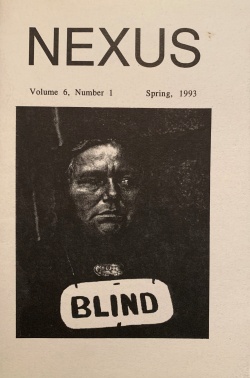 NEXUS
Volume 6, Number 1 Spring, 1993
BLIND